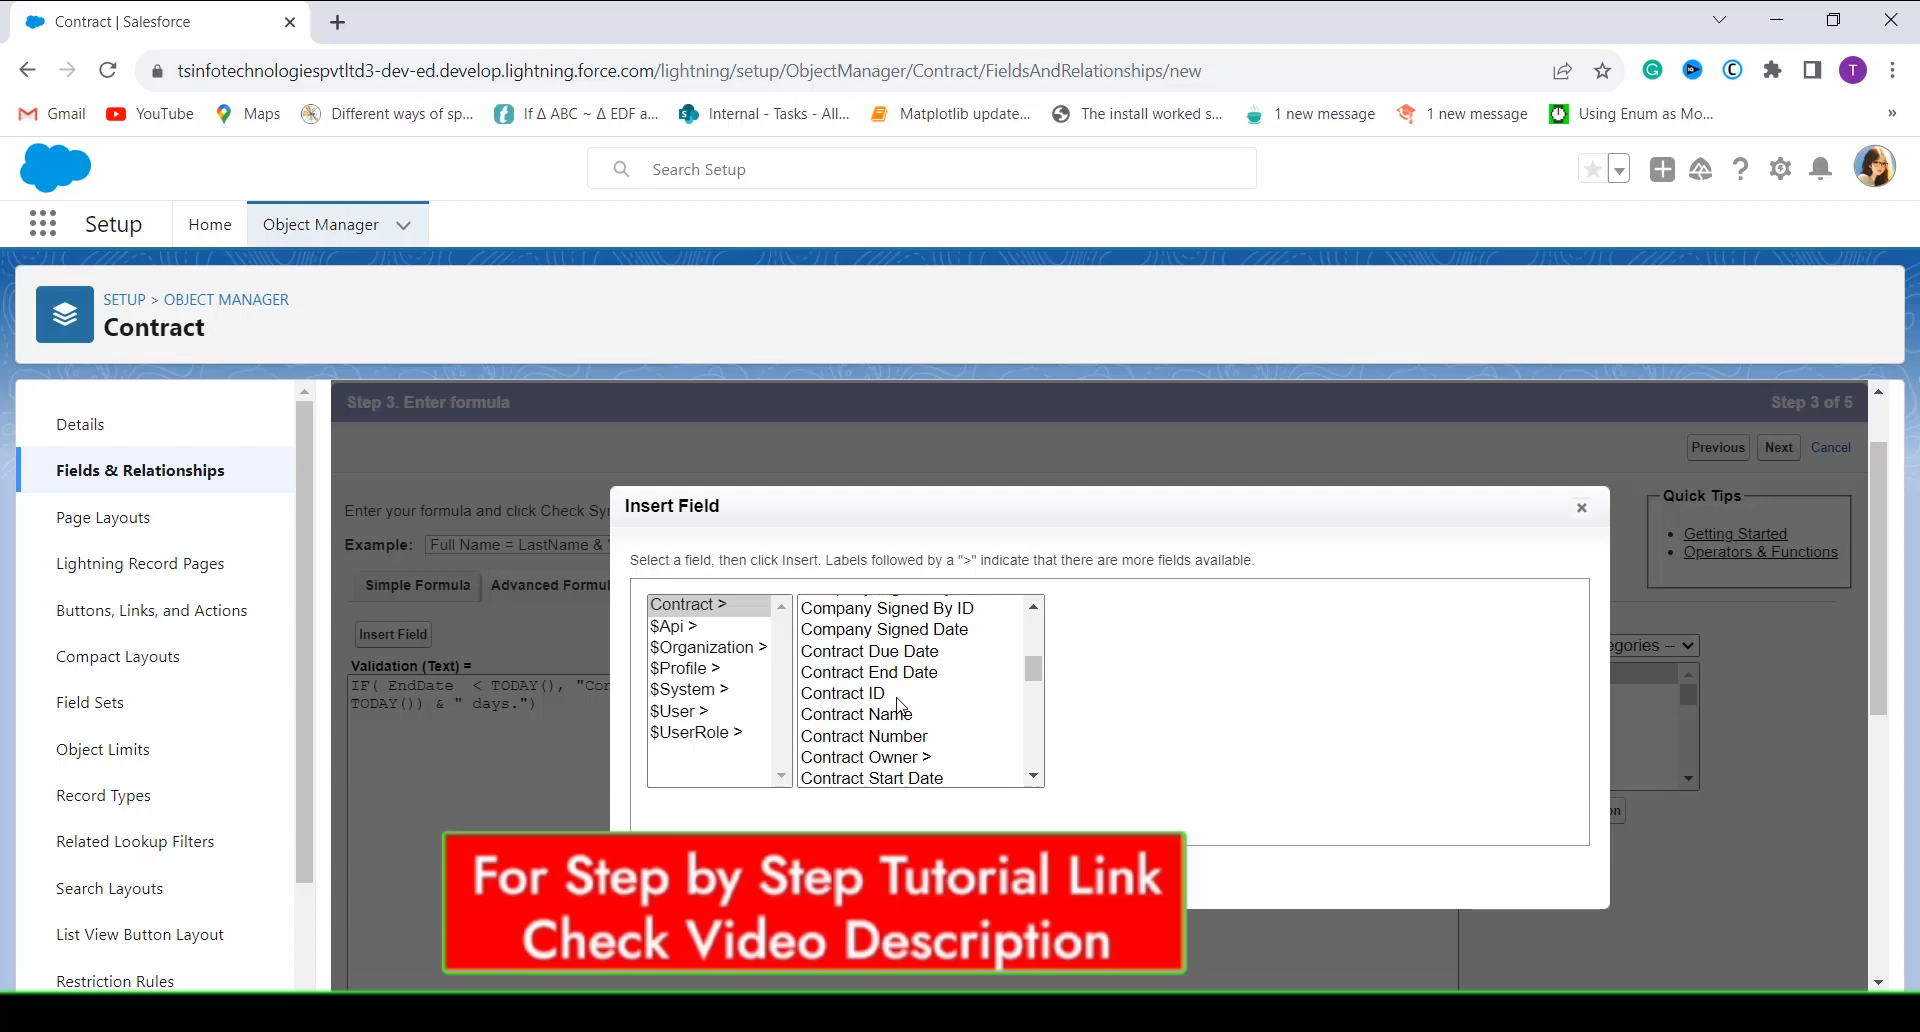 Contract | Salesforce
tsinfotechnologiespvtltd3-dev-ed.develop.lightning.force.com/lightning/setup/ObjectManager/Contract/FieldsAndRelationships/new
T
Gmail
YouTube
Maps
Different ways of sp...
If Δ ABC ~ Δ EDF a...
Internal - Tasks - All...
Matplotlib update...
The install worked s...
1 new message
1 new message
Using Enum as Mo...
»
Search Setup
Setup
Home
Object Manager
SETUP > OBJECT MANAGER
Contract
Details
Fields & Relationships
Page Layouts
Lightning Record Pages
Buttons, Links, and Actions
Compact Layouts
Field Sets
Object Limits
Record Types
Related Lookup Filters
Search Layouts
List View Button Layout
Restriction Rules
Step 3. Enter formula
Step 3 of 5
Previous
Next
Cancel
Enter your formula and click Check Sy
Example: Full Name = LastName &
Simple Formula
Advanced Formu
Insert Field
Validation (Text) =
IF( EndDate < TODAY(), "Co
TODAY()) & " days.")
Quick Tips
Getting Started
Operators & Functions
egories --
on
Insert Field
Select a field, then click Insert. Labels followed by a ">" indicate that there are more fields available.
Contract >
$Api >
$Organization >
$Profile >
$System >
$User >
$UserRole >
Company Signed By ID
Company Signed Date
Contract Due Date
Contract End Date
Contract ID
Contract Name
Contract Number
Contract Owner >
Contract Start Date
For Step by Step Tutorial Link
Check Video Description